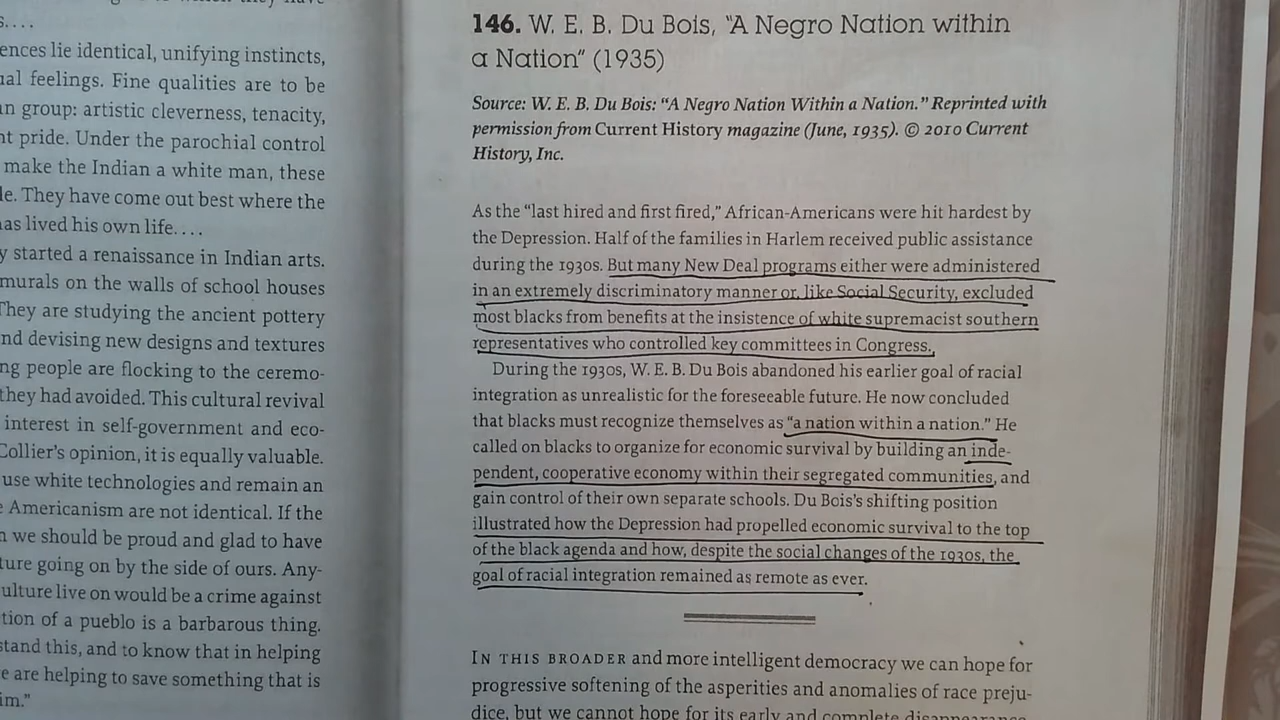 s....
ences lie identical, unifying instincts,
ual feelings. Fine qualities are to be
an group: artistic cleverness, tenacity,
nt pride. Under the parochial control
make the Indian a white man, these
le. They have come out best where the
has lived his own life....
y started a renaissance in Indian arts.
murals on the walls of school houses
They are studying the ancient pottery
nd devising new designs and textures
ng people are flocking to the ceremo-
they had avoided. This cultural revival
interest in self-government and eco-
Collier's opinion, it is equally valuable.
use white technologies and remain an
e Americanism are not identical. If the
n we should be proud and glad to have
ture going on by the side of ours. Any-
ulture live on would be a crime against
tion of a pueblo is a barbarous thing.
stand this, and to know that in helping
e are helping to save something that is
im."
146. W. E. B. Du Bois, "A Negro Nation within
a Nation" (1935)
Source: W. E. B. Du Bois: "A Negro Nation Within a Nation." Reprinted with
permission from Current History magazine (June, 1935). © 2010 Current
History, Inc.
As the "last hired and first fired," African-Americans were hit hardest by
the Depression. Half of the families in Harlem received public assistance
during the 1930s. But many New Deal programs either were administered
in an extremely discriminatory manner or, like Social Security, excluded
most blacks from benefits at the insistence of white supremacist southern
representatives who controlled key committees in Congress.
During the 1930s, W. E. B. Du Bois abandoned his earlier goal of racial
integration as unrealistic for the foreseeable future. He now concluded
that blacks must recognize themselves as "a nation within a nation." He
called on blacks to organize for economic survival by building an inde-
pendent, cooperative economy within their segregated communities, and
gain control of their own separate schools. Du Bois's shifting position
illustrated how the Depression had propelled economic survival to the top
of the black agenda and how, despite the social changes of the 1930s, the
goal of racial integration remained as remote as ever.
IN THIS BROADER and more intelligent democracy we can hope for
progressive softening of the asperities and anomalies of race preju-
dice, but we cannot hope for its early and complete disappearance